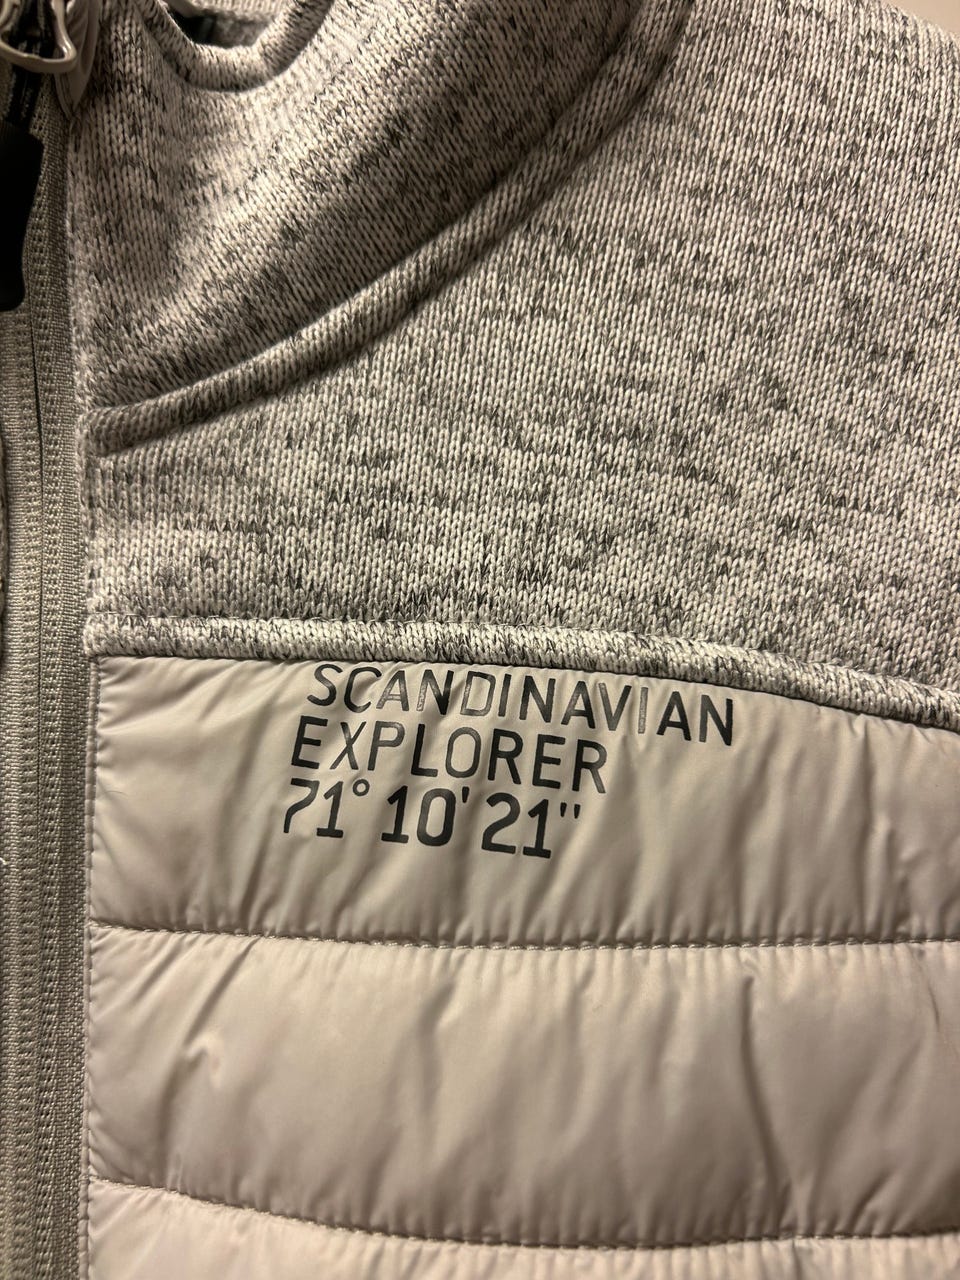 SCANDINAVIAN
EXPLORER
71° 10' 21"